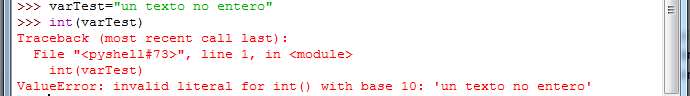 >>> varTest="un texto no entero"
>>> int(varTest)
Traceback (most recent call last):
  File "<pyshell#73>", line 1, in <module>
    int(varTest)
ValueError: invalid literal for int() with base 10: 'un texto no entero'